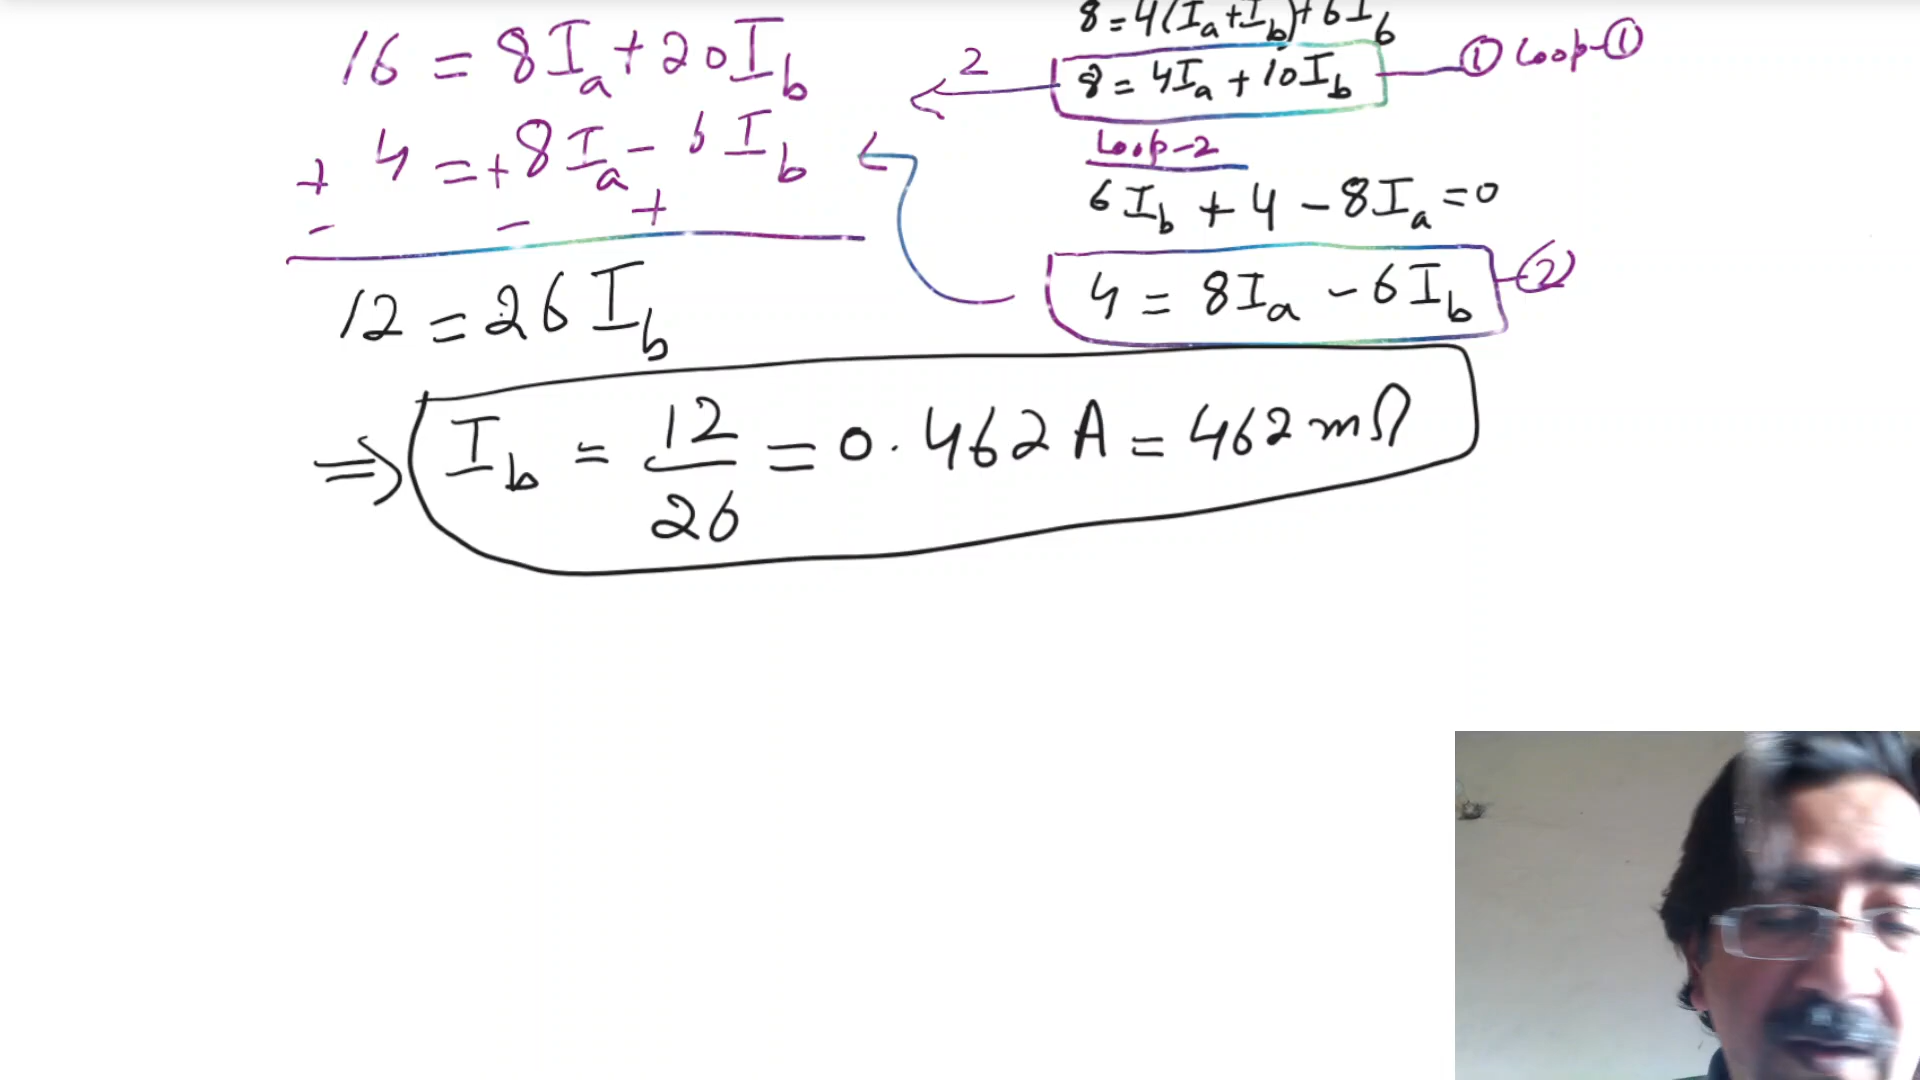 16 = 8Ia + 20Ib
+ 4 = +8Ia - 6Ib
- - +
12 = 26Ib
⇒ Ib = 12/26 = 0.462 A = 462 mΩ
8 = 4(Ia + Ib) + 6Ib
2
8 = 4Ia + 10Ib ① Loop-①
Loop-2
6Ib + 4 - 8Ia = 0
4 = 8Ia - 6Ib ②